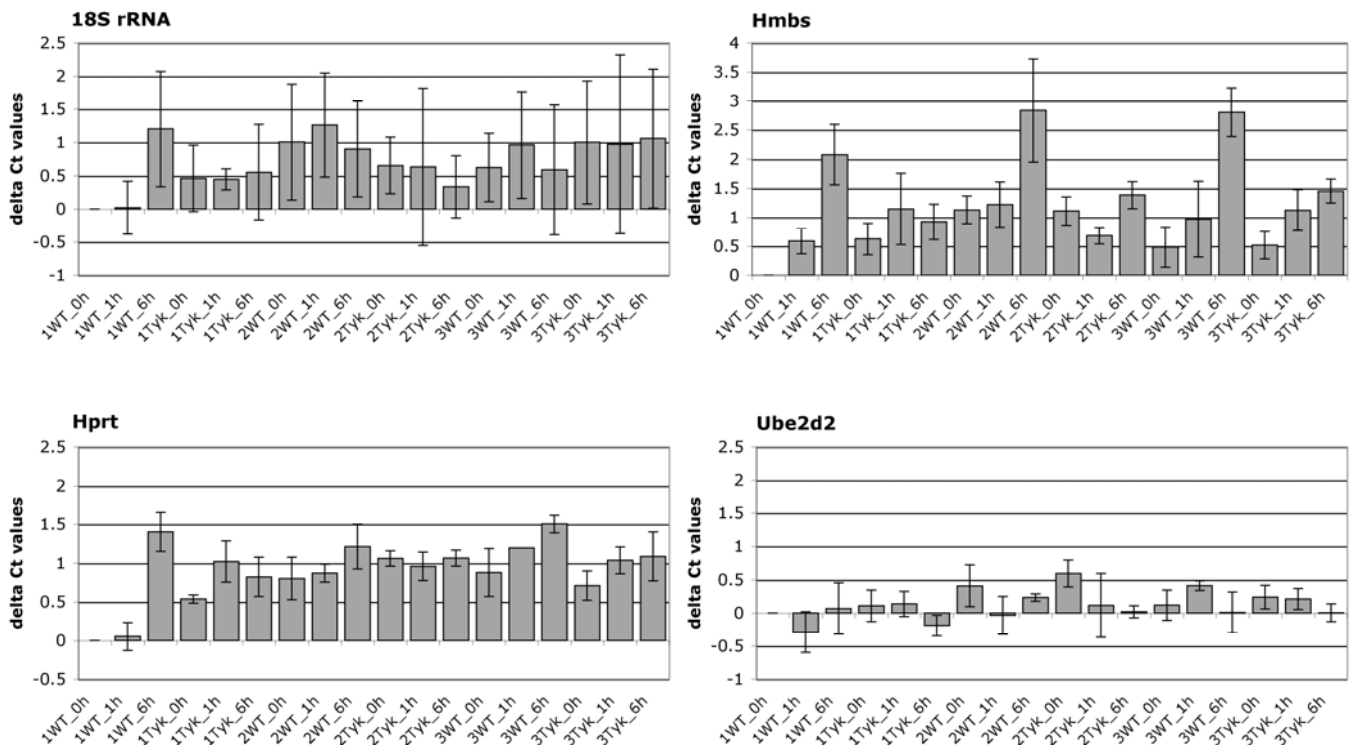 18S rRNA
delta Ct values
2.5
2
1.5
1
0.5
0
-0.5
-1
1WT_0h
1WT_1h
1WT_6h
1Tyk_0h
1Tyk_1h
1Tyk_6h
2WT_0h
2WT_1h
2WT_6h
2Tyk_0h
2Tyk_1h
2Tyk_6h
3WT_0h
3WT_1h
3WT_6h
3Tyk_0h
3Tyk_1h
3Tyk_6h
Hmbs
delta Ct values
4
3.5
3
2.5
2
1.5
1
0.5
0
1WT_0h
1WT_1h
1WT_6h
1Tyk_0h
1Tyk_1h
1Tyk_6h
2WT_0h
2WT_1h
2WT_6h
2Tyk_0h
2Tyk_1h
2Tyk_6h
3WT_0h
3WT_1h
3WT_6h
3Tyk_0h
3Tyk_1h
3Tyk_6h
Hprt
delta Ct values
2.5
2
1.5
1
0.5
0
-0.5
1WT_0h
1WT_1h
1WT_6h
1Tyk_0h
1Tyk_1h
1Tyk_6h
2WT_0h
2WT_1h
2WT_6h
2Tyk_0h
2Tyk_1h
2Tyk_6h
3WT_0h
3WT_1h
3WT_6h
3Tyk_0h
3Tyk_1h
3Tyk_6h
Ube2d2
delta Ct values
2.5
2
1.5
1
0.5
0
-0.5
-1
1WT_0h
1WT_1h
1WT_6h
1Tyk_0h
1Tyk_1h
1Tyk_6h
2WT_0h
2WT_1h
2WT_6h
2Tyk_0h
2Tyk_1h
2Tyk_6h
3WT_0h
3WT_1h
3WT_6h
3Tyk_0h
3Tyk_1h
3Tyk_6h